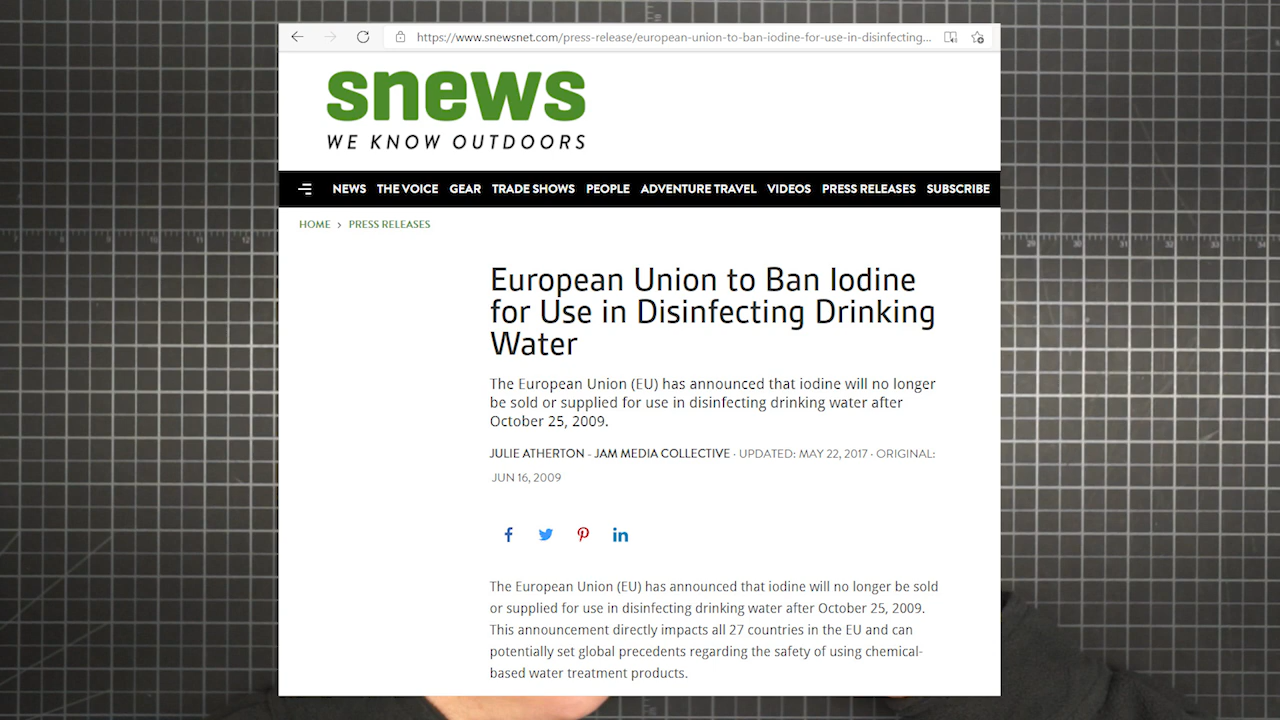 https://www.snewsnet.com/press-release/european-union-to-ban-iodine-for-use-in-disinfecting...
snews
WE KNOW OUTDOORS
NEWS THE VOICE GEAR TRADE SHOWS PEOPLE ADVENTURE TRAVEL VIDEOS PRESS RELEASES SUBSCRIBE
HOME > PRESS RELEASES
European Union to Ban Iodine
for Use in Disinfecting Drinking
Water
The European Union (EU) has announced that iodine will no longer
be sold or supplied for use in disinfecting drinking water after
October 25, 2009.
JULIE ATHERTON - JAM MEDIA COLLECTIVE · UPDATED: MAY 22, 2017 · ORIGINAL:
JUN 16, 2009
The European Union (EU) has announced that iodine will no longer be sold
or supplied for use in disinfecting drinking water after October 25, 2009.
This announcement directly impacts all 27 countries in the EU and can
potentially set global precedents regarding the safety of using chemical-
based water treatment products.